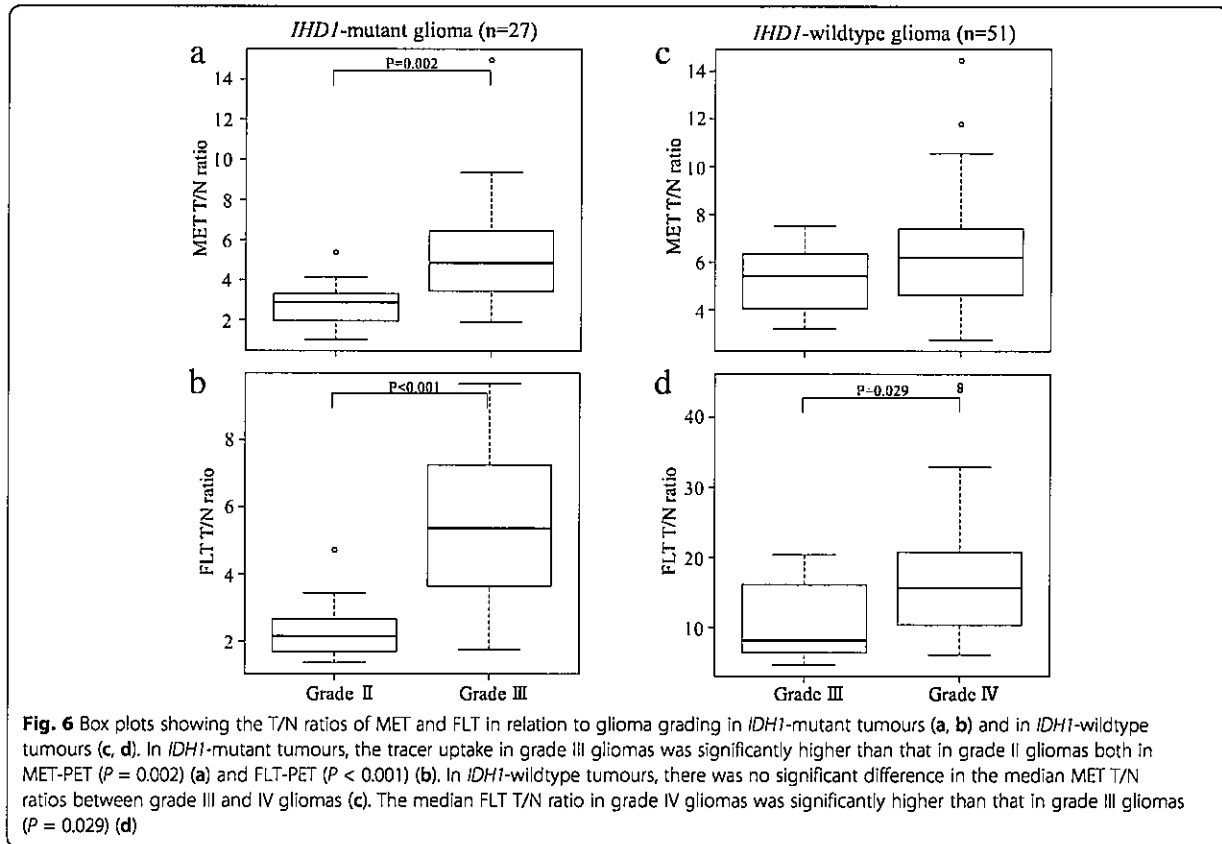 IHD1-mutant glioma (n=27)
a
P=0.002
14
12
10
8
6
4
2
MET T/N ratio
b
P<0.001
8
6
4
2
FLT T/N ratio
Grade II
Grade III
IHD1-wildtype glioma (n=51)
c
14
12
10
8
6
4
MET T/N ratio
d
P=0.029
40
30
20
10
FLT T/N ratio
Grade III
Grade IV
Fig. 6 Box plots showing the T/N ratios of MET and FLT in relation to glioma grading in IDH1-mutant tumours (a, b) and in IDH1-wildtype
tumours (c, d). In IDH1-mutant tumours, the tracer uptake in grade III gliomas was significantly higher than that in grade II gliomas both in
MET-PET (P = 0.002) (a) and FLT-PET (P < 0.001) (b). In IDH1-wildtype tumours, there was no significant difference in the median MET T/N
ratios between grade III and IV gliomas (c). The median FLT T/N ratio in grade IV gliomas was significantly higher than that in grade III gliomas
(P = 0.029) (d)